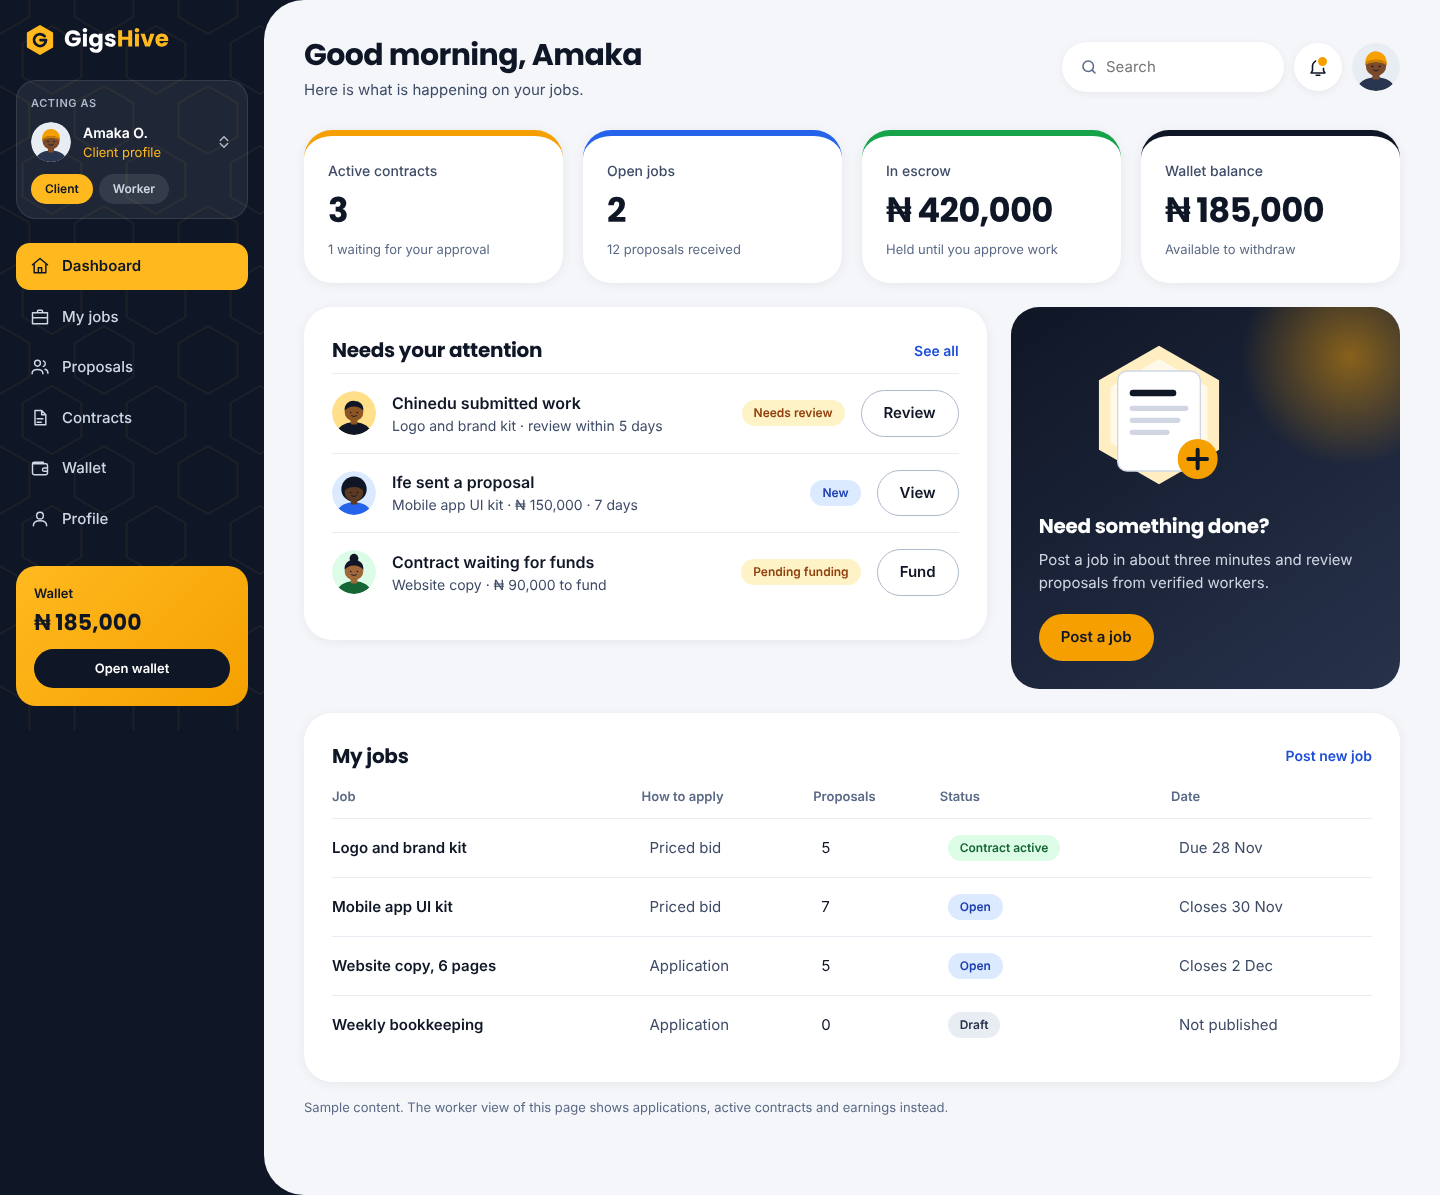 GigsHive
ACTING AS
Amaka O.
Client profile
Client
Worker
Dashboard
My jobs
Proposals
Contracts
Wallet
Profile
Wallet
₦ 185,000
Open wallet
Good morning, Amaka
Here is what is happening on your jobs.
Search
Active contracts
3
1 waiting for your approval
Open jobs
2
12 proposals received
In escrow
₦ 420,000
Held until you approve work
Wallet balance
₦ 185,000
Available to withdraw
Needs your attention
See all
Chinedu submitted work
Logo and brand kit · review within 5 days
Needs review
Review
Ife sent a proposal
Mobile app UI kit · ₦ 150,000 · 7 days
New
View
Contract waiting for funds
Website copy · ₦ 90,000 to fund
Pending funding
Fund
Need something done?
Post a job in about three minutes and review
proposals from verified workers.
Post a job
My jobs
Post new job
Job How to apply Proposals Status Date
Logo and brand kit Priced bid 5 Contract active Due 28 Nov
Mobile app UI kit Priced bid 7 Open Closes 30 Nov
Website copy, 6 pages Application 5 Open Closes 2 Dec
Weekly bookkeeping Application 0 Draft Not published
Sample content. The worker view of this page shows applications, active contracts and earnings instead.